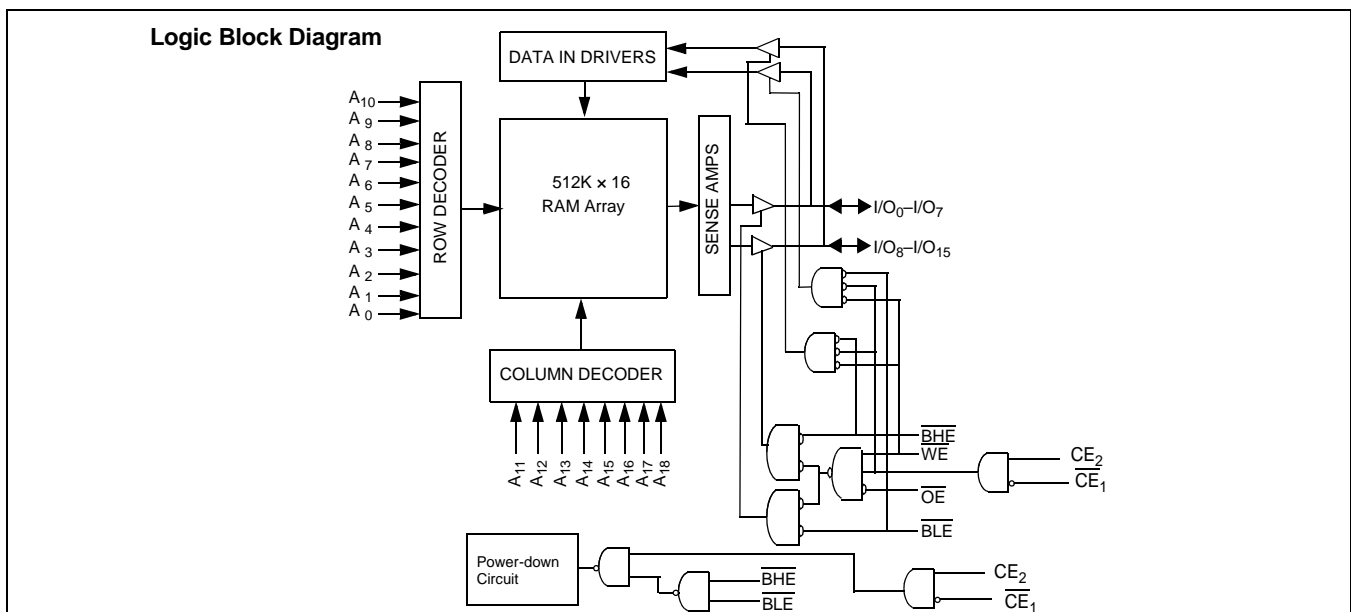 Logic Block Diagram
DATA IN DRIVERS
A10
A9
A8
A7
A6
A5
A4
A3
A2
A1
A0
ROW DECODER
512K × 16
RAM Array
SENSE AMPS
I/O0–I/O7
I/O8–I/O15
COLUMN DECODER
A11
A12
A13
A14
A15
A16
A17
A18
BHE
WE
CE2
CE1
OE
BLE
Power-down
Circuit
BHE
BLE
CE2
CE1